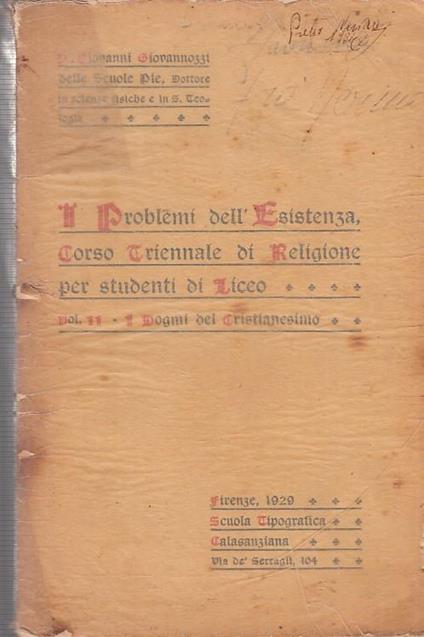 P. Giovanni Giovannozzi
delle Scuole Pie, Dottore
in scienze fisiche e in S. Teo-
logia
I Problemi dell'Esistenza,
Corso Triennale di Religione
per studenti di Liceo
Vol. II - I Dogmi del Cristianesimo
Firenze, 1929
Scuola Tipografica
Calasanziana
Via de' Serragli, 104